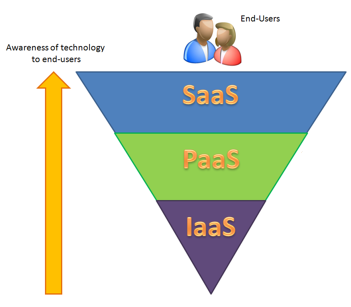 End-Users
Awareness of technology
to end-users
SaaS
PaaS
IaaS